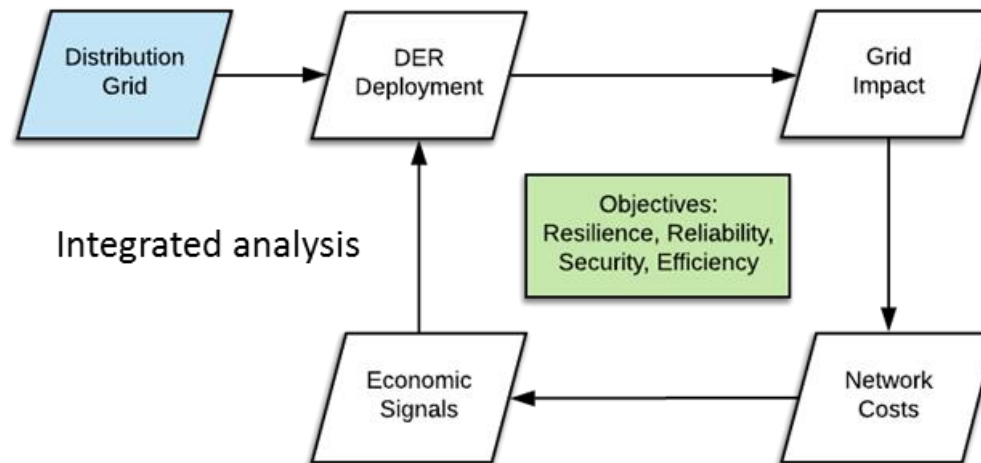 Distribution
Grid
DER
Deployment
Grid
Impact
Objectives:
Resilience, Reliability,
Security, Efficiency
Integrated analysis
Economic
Signals
Network
Costs